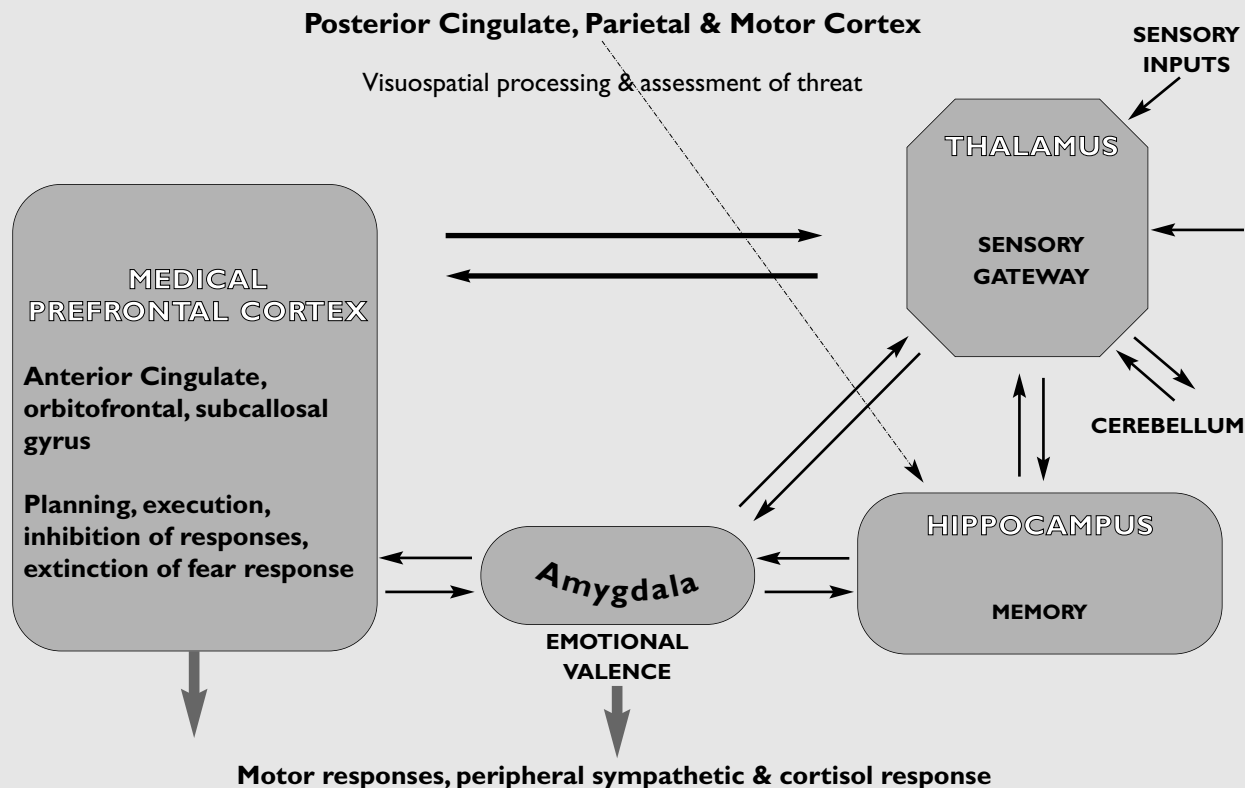 Posterior Cingulate, Parietal & Motor Cortex
Visuospatial processing & assessment of threat
SENSORY
INPUTS
THALAMUS
SENSORY
GATEWAY
MEDICAL
PREFRONTAL CORTEX
Anterior Cingulate,
orbitofrontal, subcallosal
gyrus
Planning, execution,
inhibition of responses,
extinction of fear response
CEREBELLUM
HIPPOCAMPUS
MEMORY
Amygdala
EMOTIONAL
VALENCE
Motor responses, peripheral sympathetic & cortisol response